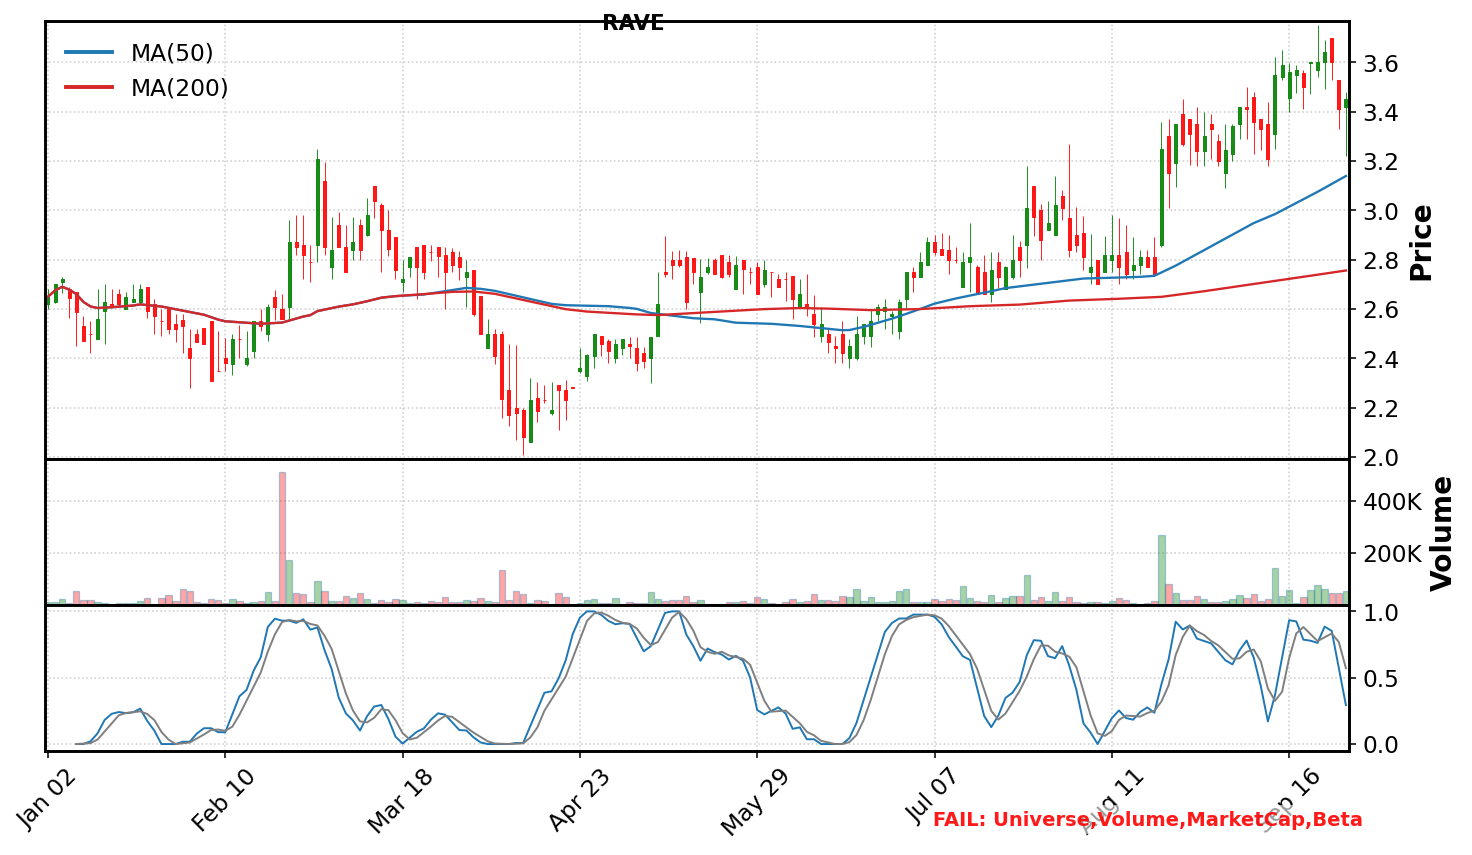 RAVE
MA(50)
MA(200)
3.6
3.4
3.2
3.0
2.8
2.6
2.4
2.2
2.0
Price
400K
200K
Volume
1.0
0.5
0.0
Jan 02
Feb 10
Mar 18
Apr 23
May 29
Jul 07
Aug 11
Sep 16
FAIL: Universe,Volume,MarketCap,Beta